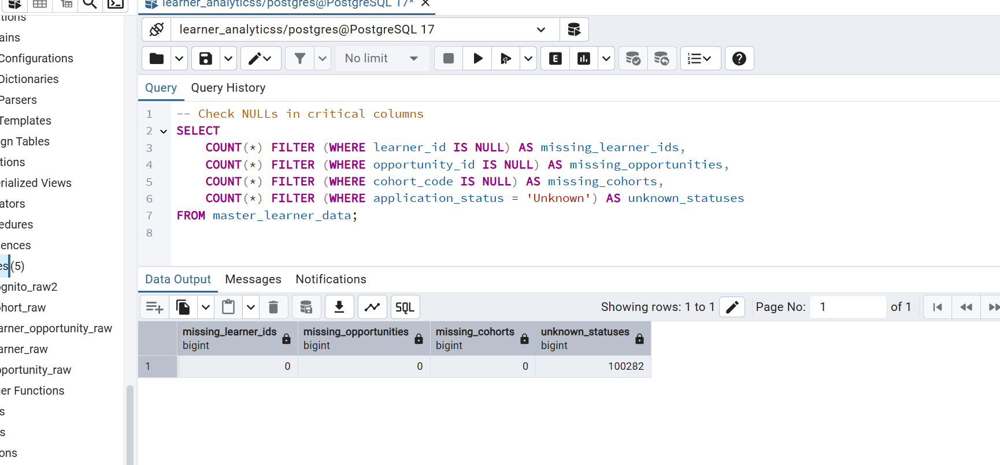 learner_analyticss/postgres@PostgreSQL 17*
learner_analyticss/postgres@PostgreSQL 17
No limit
Query Query History
1 -- Check NULLs in critical columns
2 SELECT
3 COUNT(*) FILTER (WHERE learner_id IS NULL) AS missing_learner_ids,
4 COUNT(*) FILTER (WHERE opportunity_id IS NULL) AS missing_opportunities,
5 COUNT(*) FILTER (WHERE cohort_code IS NULL) AS missing_cohorts,
6 COUNT(*) FILTER (WHERE application_status = 'Unknown') AS unknown_statuses
7 FROM master_learner_data;
8
Data Output Messages Notifications
SQL
Showing rows: 1 to 1 Page No: 1 of 1
missing_learner_ids missing_opportunities missing_cohorts unknown_statuses
bigint bigint bigint bigint
1 0 0 0 100282
tions
ains
Configurations
Dictionaries
Parsers
Templates
gn Tables
tions
erialized Views
ators
edures
ences
es (5)
ognito_raw2
ohort_raw
arner_opportunity_raw
arner_raw
pportunity_raw
er Functions
s
s
ons